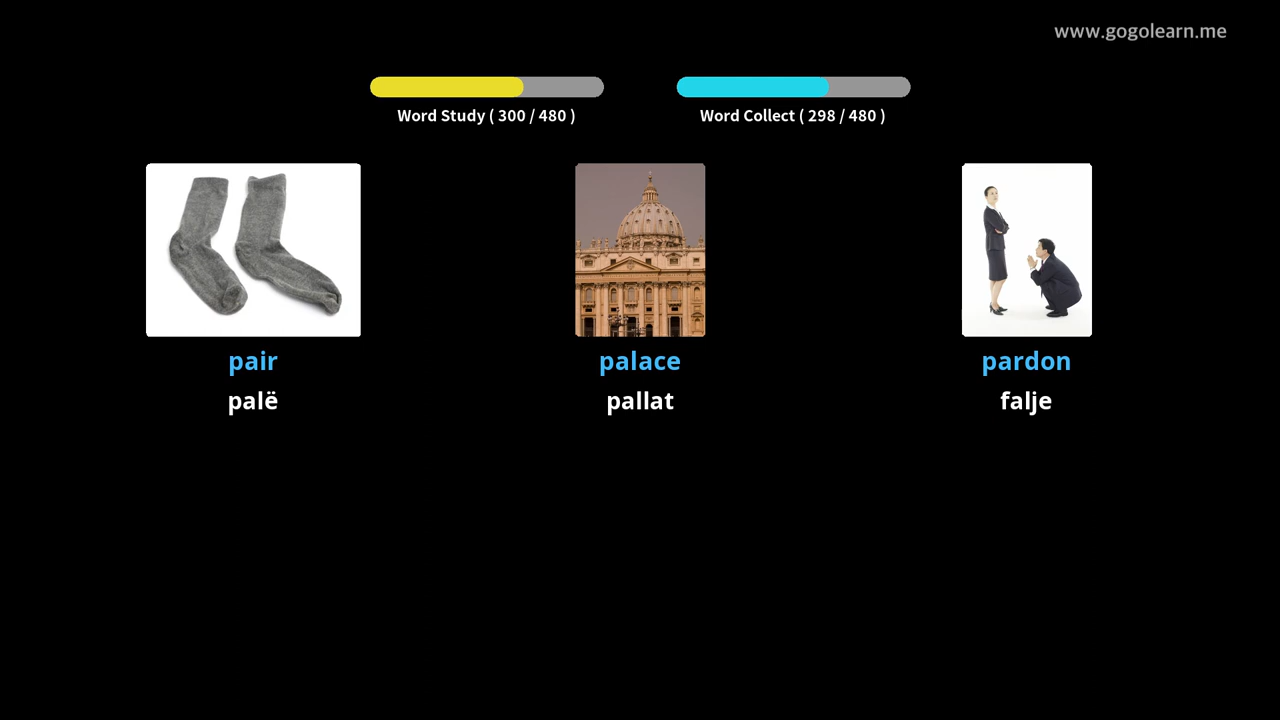 www.gogolearn.me
Word Study ( 300 / 480 )
Word Collect ( 298 / 480 )
pair
palë
palace
pallat
pardon
falje